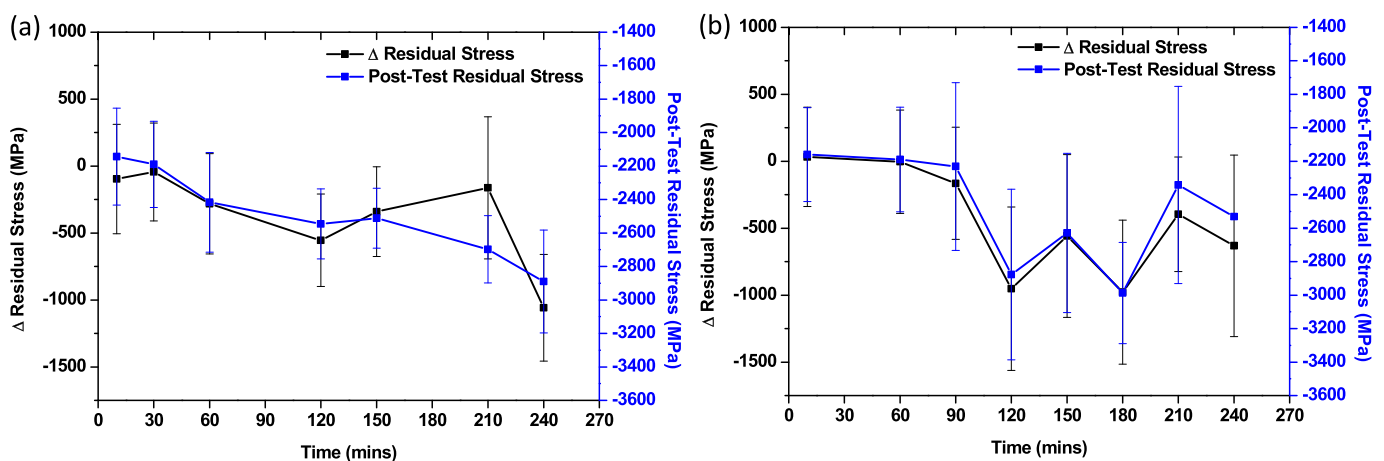 (a)
Δ Residual Stress
Post-Test Residual Stress
Δ Residual Stress (MPa)
1000
500
0
-500
-1000
-1500
Post-Test Residual Stress (MPa)
-1400
-1600
-1800
-2000
-2200
-2400
-2600
-2800
-3000
-3200
-3400
-3600
0 30 60 90 120 150 180 210 240 270
Time (mins)
(b)
Δ Residual Stress
Post-Test Residual Stress
Δ Residual Stress (MPa)
1000
500
0
-500
-1000
-1500
Post-Test Residual Stress (MPa)
-1400
-1600
-1800
-2000
-2200
-2400
-2600
-2800
-3000
-3200
-3400
-3600
0 30 60 90 120 150 180 210 240 270
Time (mins)